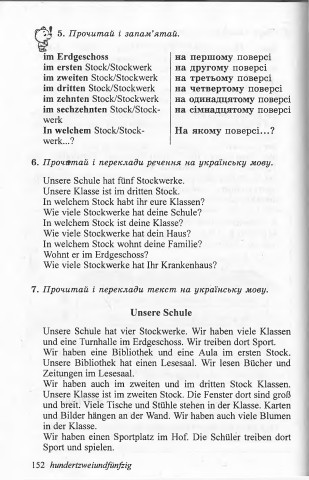 5. Прочитай і запам'ятай.
im Erdgeschoss на першому поверсі
im ersten Stock/Stockwerk на другому поверсі
im zweiten Stock/Stockwerk на третьому поверсі
im dritten Stock/Stockwerk на четвертому поверсі
im zehnten Stock/Stockwerk на одинадцятому поверсі
im sechzehnten Stock/Stock- на сімнадцятому поверсі
werk
In welchem Stock/Stock- На якому поверсі...?
werk...?
6. Прочитай і переклади речення на українську мову.
Unsere Schule hat fünf Stockwerke.
Unsere Klasse ist im dritten Stock.
In welchem Stock habt ihr eure Klassen?
Wie viele Stockwerke hat deine Schule?
In welchem Stock ist deine Klasse?
Wie viele Stockwerke hat dein Haus?
In welchem Stock wohnt deine Familie?
Wohnt er im Erdgeschoss?
Wie viele Stockwerke hat Ihr Krankenhaus?
7. Прочитай і переклади текст на українську мову.
Unsere Schule
Unsere Schule hat vier Stockwerke. Wir haben viele Klassen
und eine Turnhalle im Erdgeschoss. Wir treiben dort Sport.
Wir haben eine Bibliothek und eine Aula im ersten Stock.
Unsere Bibliothek hat einen Lesesaal. Wir lesen Bücher und
Zeitungen im Lesesaal.
Wir haben auch im zweiten und im dritten Stock Klassen.
Unsere Klasse ist im zweiten Stock. Die Fenster dort sind groß
und breit. Viele Tische und Stühle stehen in der Klasse. Karten
und Bilder hängen an der Wand. Wir haben auch viele Blumen
in der Klasse.
Wir haben einen Sportplatz im Hof. Die Schüler treiben dort
Sport und spielen.
152 hundertzweiundfünfzig